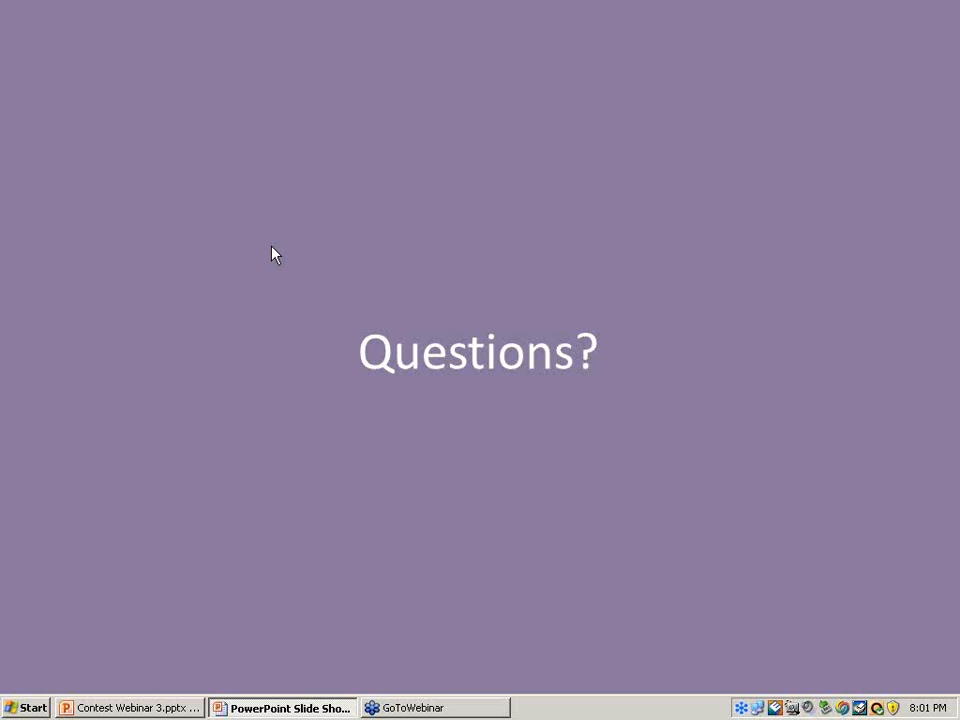 Questions?
Start
Contest Webinar 3.pptx ...
PowerPoint Slide Sho...
GoToWebinar
8:01 PM